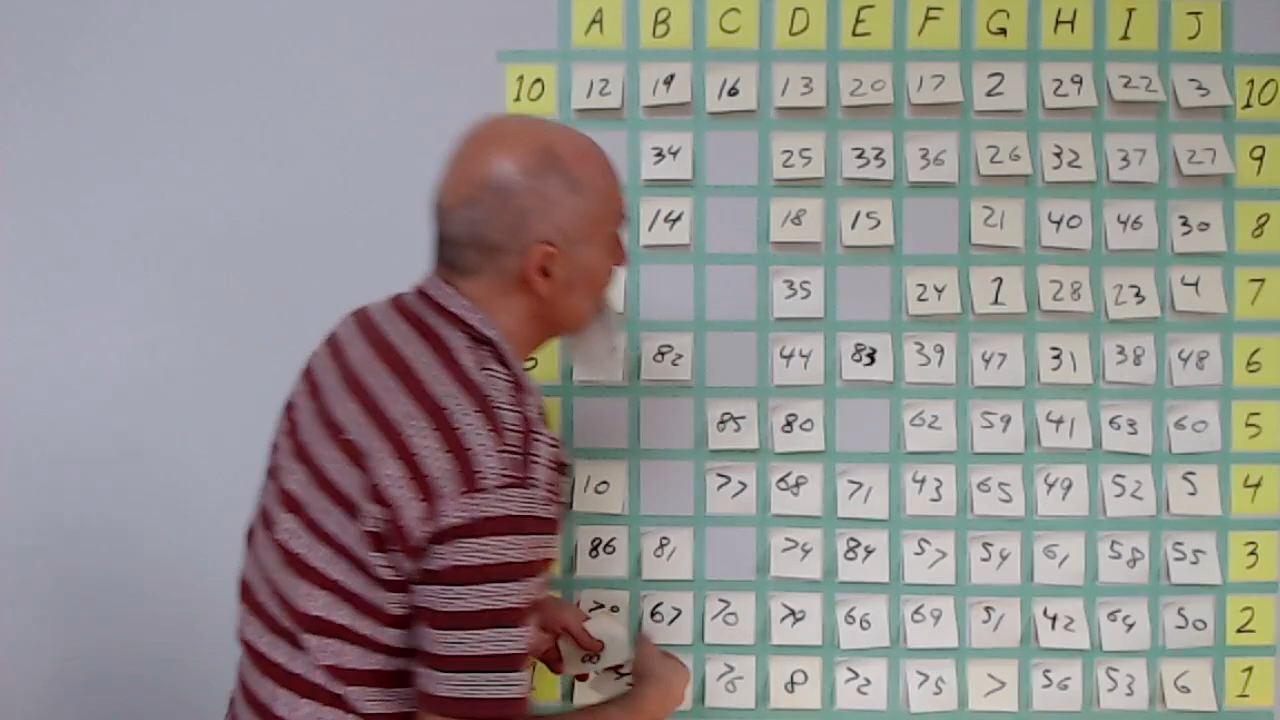 A B C D E F G H I J
10 12 19 16 13 20 17 2 29 22 3 10
34 25 33 36 26 32 37 27 9
14 18 15 21 40 46 30 8
35 24 1 28 23 4 7
82 44 83 39 47 31 38 48 6
85 80 62 59 41 63 60 5
10 77 68 71 43 65 49 52 5 4
86 81 74 84 57 54 61 58 55 3
67 70 66 69 51 42 64 50 2
76 8 72 75 7 56 53 6 1